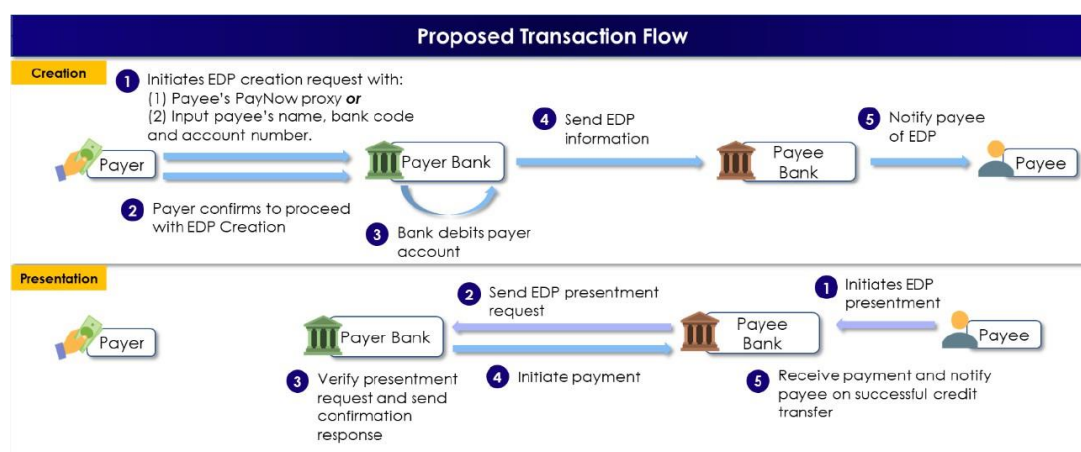 Proposed Transaction Flow
Creation
1 Initiates EDP creation request with:
(1) Payee's PayNow proxy or
(2) Input payee's name, bank code
and account number.
4 Send EDP
information
5 Notify payee
of EDP
Payer
Payer Bank
Payee
Bank
Payee
2 Payer confirms to proceed
with EDP Creation
3 Bank debits payer
account
Presentation
2 Send EDP presentment
request
1 Initiates EDP
presentment
Payer
Payer Bank
Payee
Bank
Payee
3 Verify presentment
request and send
confirmation
response
4 Initiate payment
5 Receive payment and notify
payee on successful credit
transfer